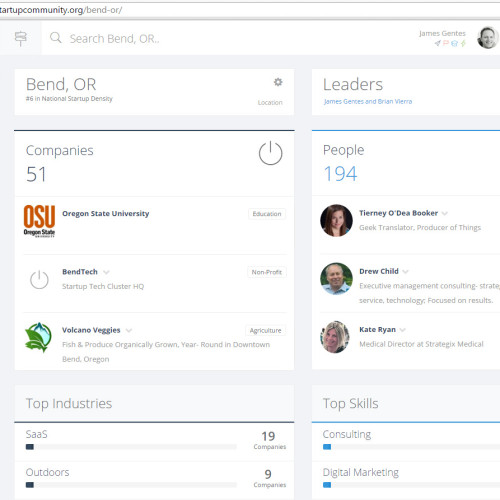 tartupcommunity.org/bend-or/
Search Bend, OR..
James Gentes
Bend, OR
#6 in National Startup Density
Location
Leaders
James Gentes and Brian Vierra
Companies
51
OSU
Oregon State
UNIVERSITY
Oregon State University
Education
BendTech
Non-Profit
Startup Tech Cluster HQ
Volcano Veggies
Agriculture
Fish & Produce Organically Grown, Year- Round in Downtown
Bend, Oregon
People
194
Tierney O'Dea Booker
Geek Translator, Producer of Things
Drew Child
Executive management consulting- strateg
service, technology; Focused on results.
Kate Ryan
Medical Director at Strategix Medical
Top Industries
SaaS
19
Companies
Outdoors
9
Companies
Top Skills
Consulting
Digital Marketing